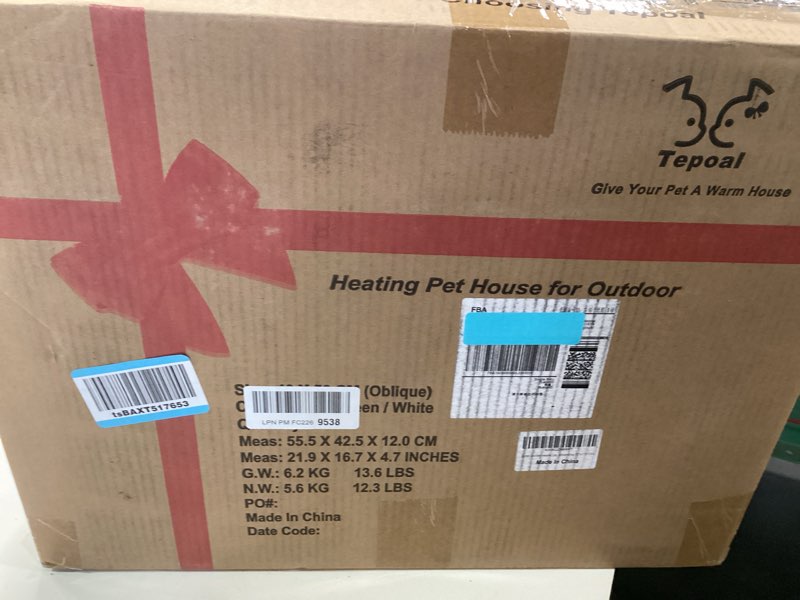 Choosing Tepoal
Tepoal
Give Your Pet A Warm House
Heating Pet House for Outdoor
FBA
(Oblique)
een / White
tsBAXT517653
LPN PM FC226 9538
Meas: 55.5 X 42.5 X 12.0 CM
Meas: 21.9 X 16.7 X 4.7 INCHES
Made In China
G.W.: 6.2 KG 13.6 LBS
N.W.: 5.6 KG 12.3 LBS
PO#:
Made In China
Date Code: